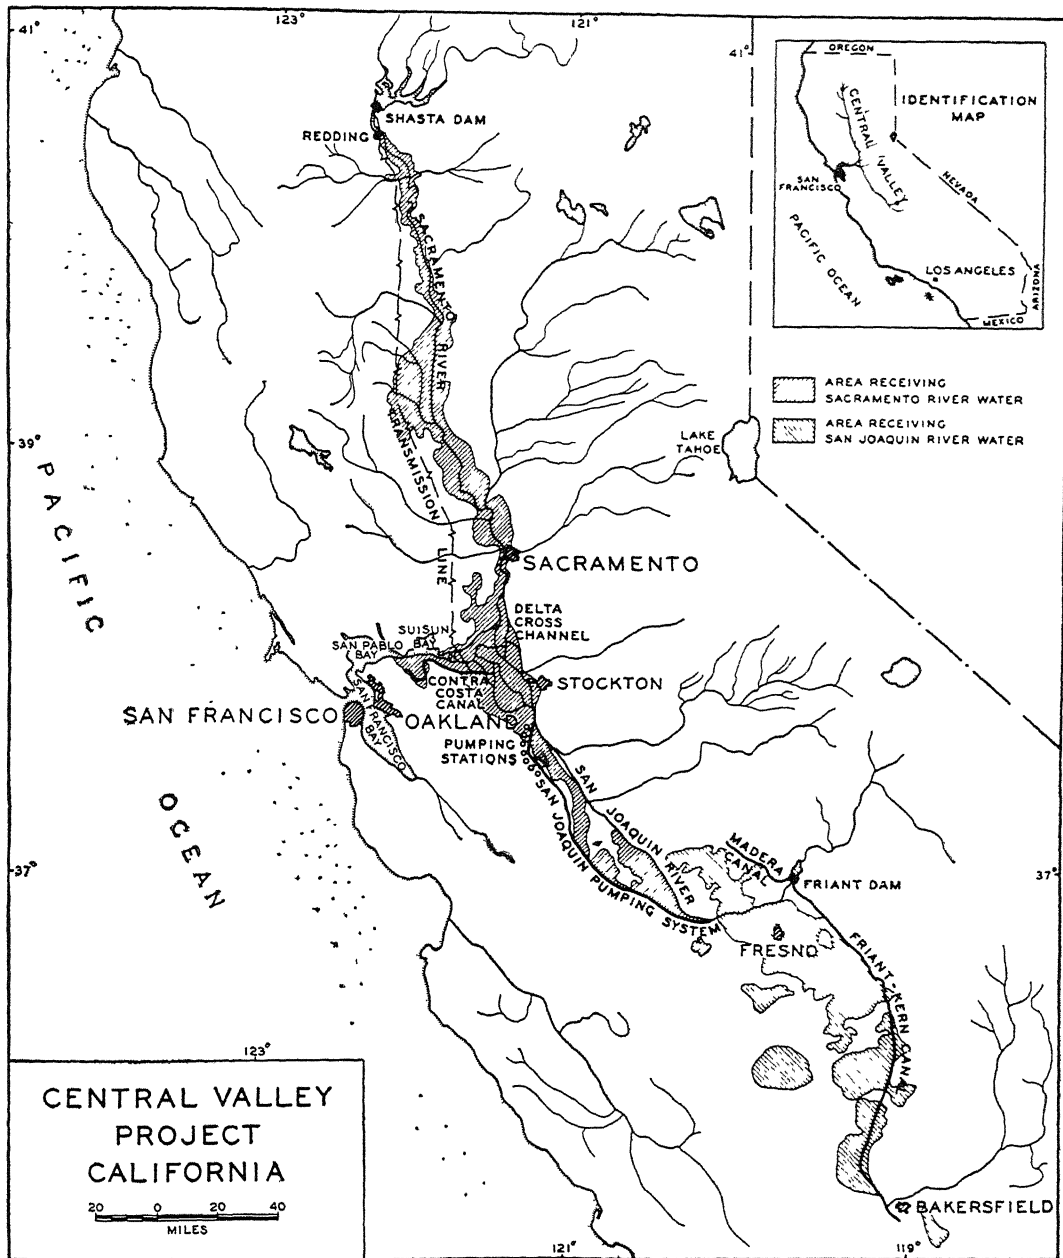 123°
121°
41°
41°
OREGON
IDENTIFICATION
MAP
CENTRAL VALLEY
NEVADA
SAN
FRANCISCO
PACIFIC OCEAN
LOS ANGELES
ARIZONA
MEXICO
SHASTA DAM
REDDING
SACRAMENTO
RIVER
AREA RECEIVING
SACRAMENTO RIVER WATER
AREA RECEIVING
SAN JOAQUIN RIVER WATER
LAKE
TAHOE
39°
TRANSMISSION
LINE
PACIFIC
OCEAN
SACRAMENTO
DELTA
CROSS
CHANNEL
SUISUN
BAY
SAN PABLO
BAY
CONTRA
COSTA
CANAL
STOCKTON
SAN FRANCISCO
SAN FRANCISCO
BAY
OAKLAND
PUMPING
STATIONS
SAN JOAQUIN RIVER
SAN JOAQUIN PUMPING SYSTEM
MADERA
CANAL
37°
37°
FRIANT DAM
FRESNO
FRIANT-KERN CANAL
123°
CENTRAL VALLEY
PROJECT
CALIFORNIA
20 0 20 40
MILES
BAKERSFIELD
121°
119°